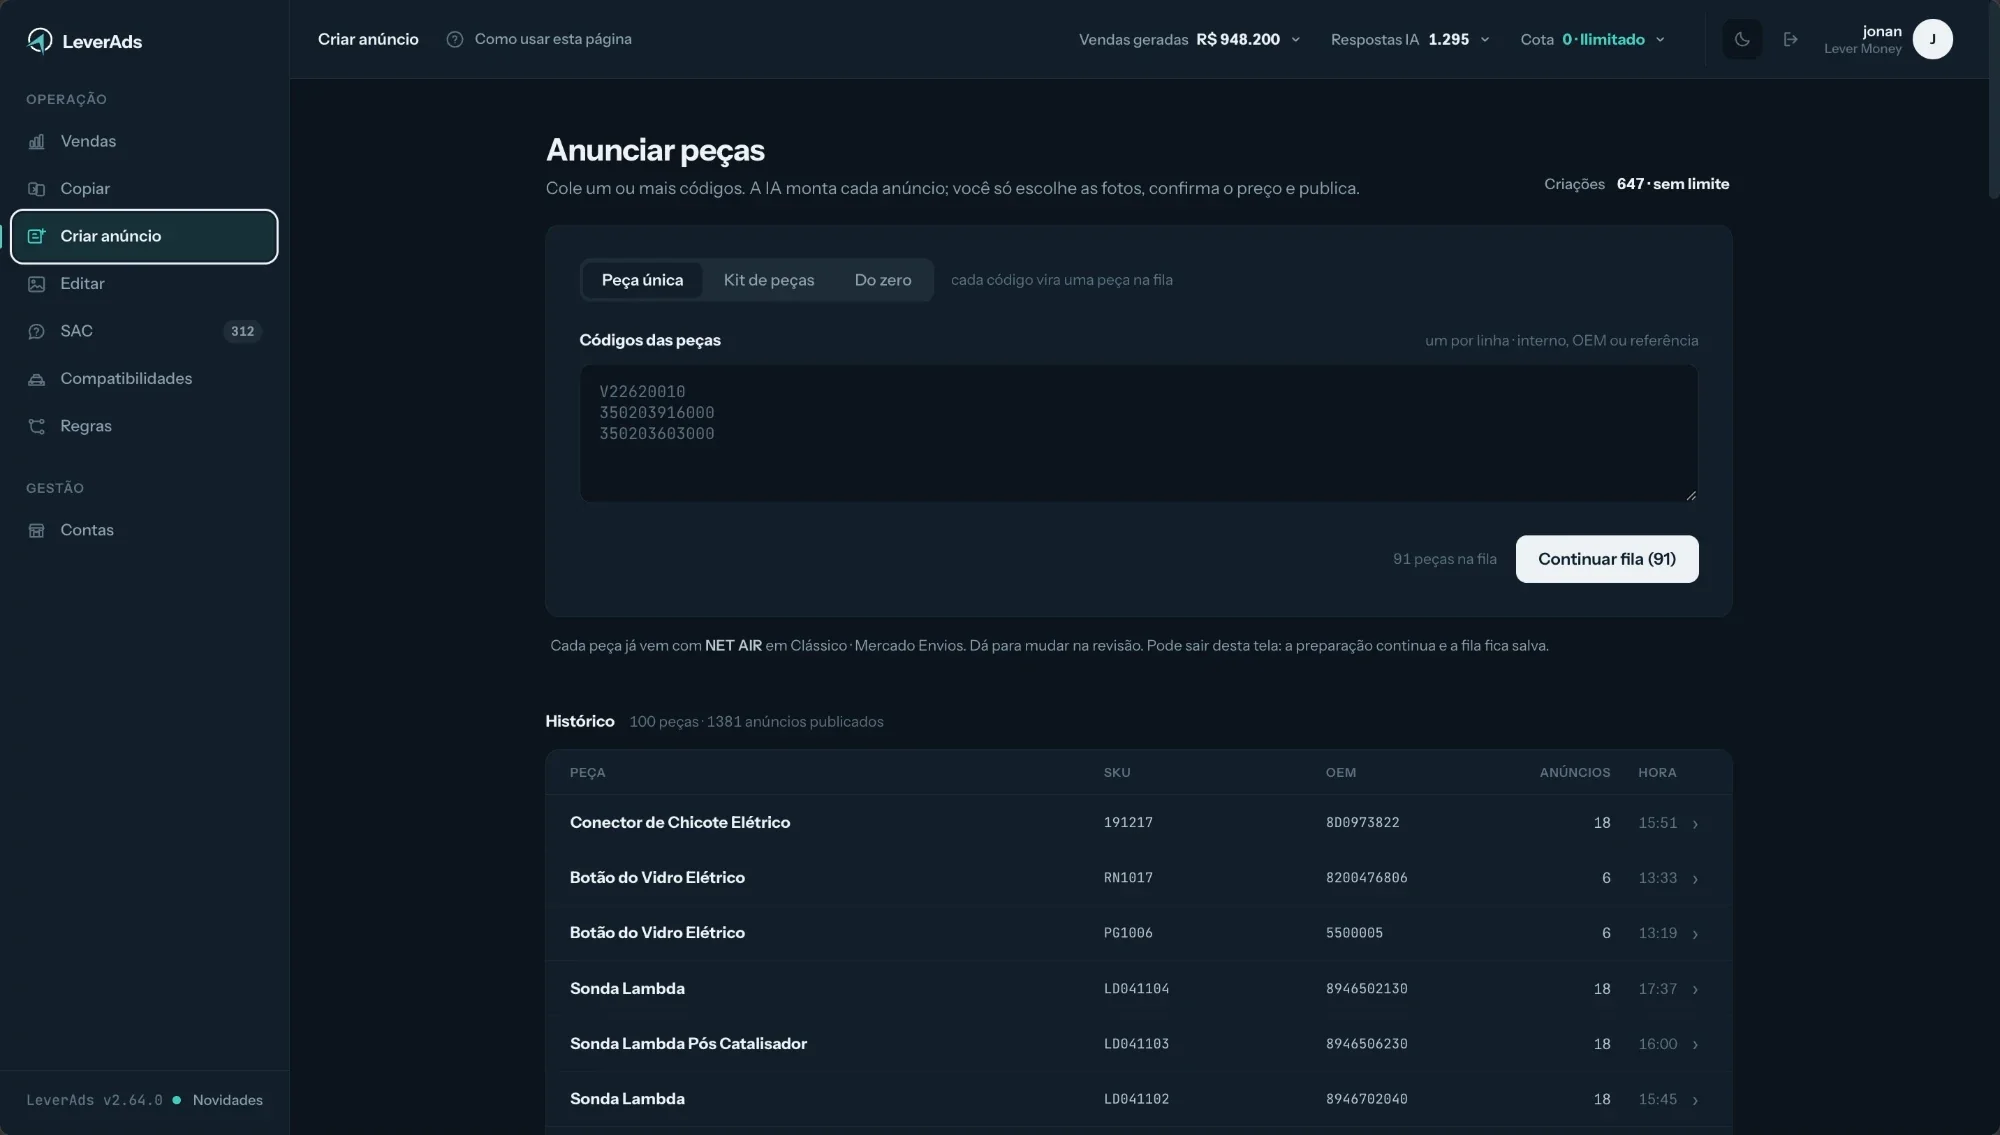 LeverAds
Criar anúncio
Como usar esta página
Vendas geradas R$ 948.200
Respostas IA 1.295
Cota 0·Ilimitado
jonan
Lever Money
J
OPERAÇÃO
Vendas
Copiar
Criar anúncio
Editar
SAC 312
Compatibilidades
Regras
GESTÃO
Contas
LeverAds v2.64.0 Novidades
Anunciar peças
Cole um ou mais códigos. A IA monta cada anúncio; você só escolhe as fotos, confirma o preço e publica.
Criações 647·sem limite
Peça única Kit de peças Do zero cada código vira uma peça na fila
Códigos das peças um por linha·interno, OEM ou referência
V22620010
350203916000
350203603000
91 peças na fila Continuar fila (91)
Cada peça já vem com NET AIR em Clássico·Mercado Envios. Dá para mudar na revisão. Pode sair desta tela: a preparação continua e a fila fica salva.
Histórico 100 peças·1381 anúncios publicados
PEÇA SKU OEM ANÚNCIOS HORA
Conector de Chicote Elétrico 191217 8D0973822 18 15:51
Botão do Vidro Elétrico RN1017 8200476806 6 13:33
Botão do Vidro Elétrico PG1006 5500005 6 13:19
Sonda Lambda LD041104 8946502130 18 17:37
Sonda Lambda Pós Catalisador LD041103 8946506230 18 16:00
Sonda Lambda LD041102 8946702040 18 15:45